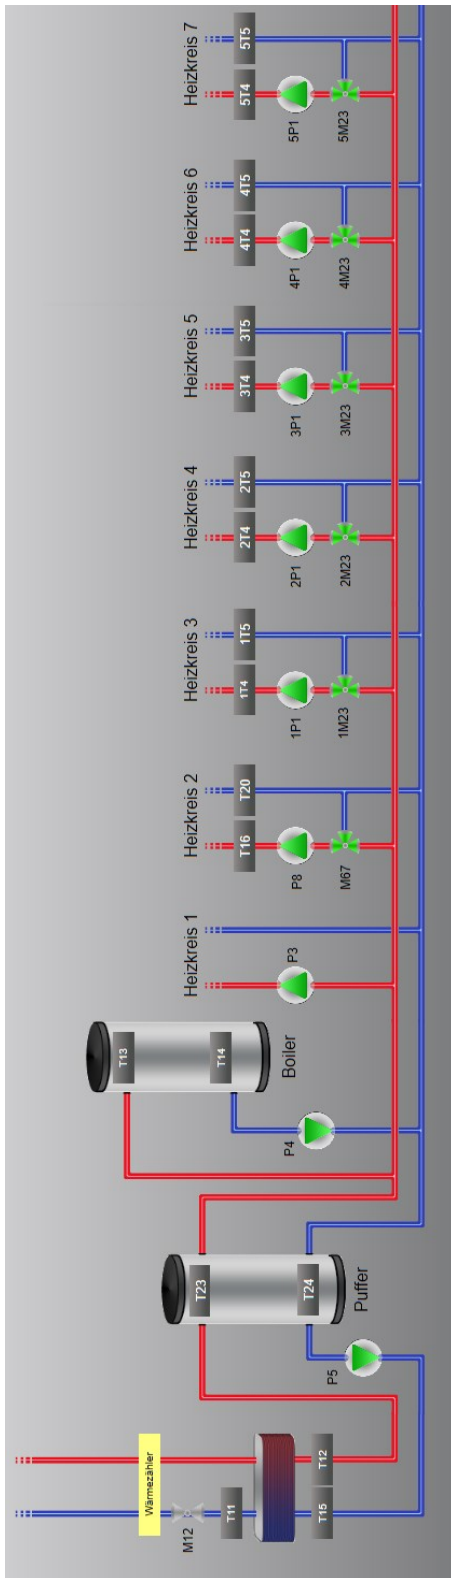 Wärmezähler
M12
T11
T15
T12
P5
T23
T24
Puffer
P4
T13
T14
Boiler
Heizkreis 1
P3
Heizkreis 2
T16
T20
P8
M67
Heizkreis 3
1T4
1T5
1P1
1M23
Heizkreis 4
2T4
2T5
2P1
2M23
Heizkreis 5
3T4
3T5
3P1
3M23
Heizkreis 6
4T4
4T5
4P1
4M23
Heizkreis 7
5T4
5T5
5P1
5M23